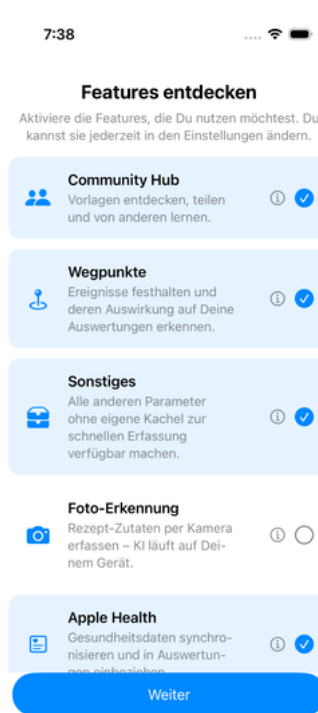 7:38
Features entdecken
Aktiviere die Features, die Du nutzen möchtest. Du
kannst sie jederzeit in den Einstellungen ändern.
Community Hub
Vorlagen entdecken, teilen
und von anderen lernen.
Wegpunkte
Ereignisse festhalten und
deren Auswirkung auf Deine
Auswertungen erkennen.
Sonstiges
Alle anderen Parameter
ohne eigene Kachel zur
schnellen Erfassung
verfügbar machen.
Foto-Erkennung
Rezept-Zutaten per Kamera
erfassen – KI läuft auf Dei-
nem Gerät.
Apple Health
Gesundheitsdaten synchro-
nisieren und in Auswertun-
gen einbeziehen
Weiter